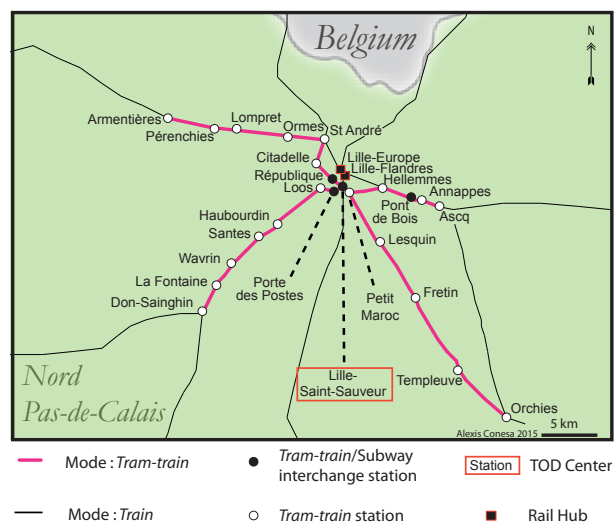 Belgium
N
Armentières
Pérenchies
Lompret
Ormes
St André
Citadelle
Lille-Europe
Lille-Flandres
République
Hellemmes
Loos
Annappes
Pont
de Bois
Ascq
Haubourdin
Santes
Lesquin
Wavrin
La Fontaine
Porte
des Postes
Petit
Maroc
Fretin
Don-Sainghin
Nord
Pas-de-Calais
Lille-
Saint-Sauveur
Templeuve
Orchies
Alexis Conesa 2015
5 km
Mode : Tram-train
Tram-train/Subway
interchange station
Station
TOD Center
Mode : Train
Tram-train station
Rail Hub